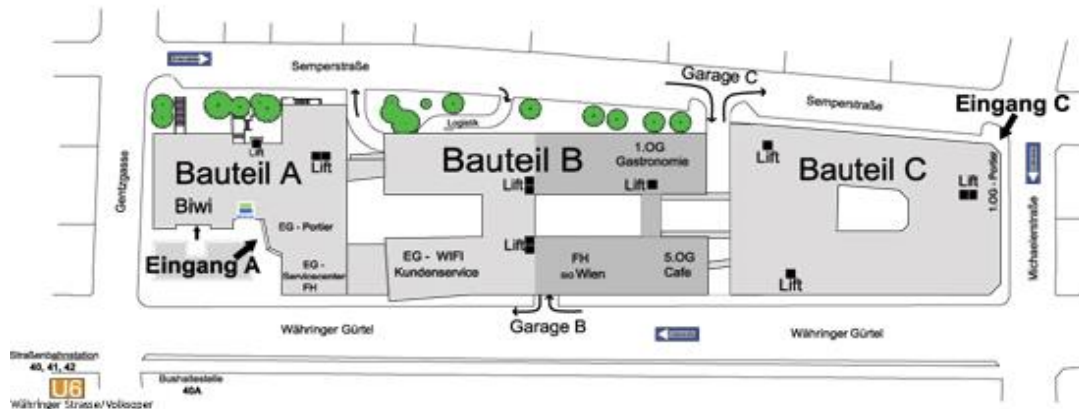 Semperstraße
Garage C
Semperstraße
Eingang C
Logistik
Lift
Lift
Bauteil A
Bauteil B
1.OG
Gastronomie
Lift
Lift
Lift
Bauteil C
Lift
1.OG - Portier
Gentzgasse
Biwi
EG - Portier
Eingang A
EG -
Servicecenter
FH
Lift
EG - WIFI
Kundenservice
FH
Wien
5.OG
Cafe
Lift
Michaelerstraße
Währinger Gürtel
Garage B
Währinger Gürtel
Straßenbahnstation
40, 41, 42
U6
Währinger Strasse/Volksoper
Bushaltestelle
40A